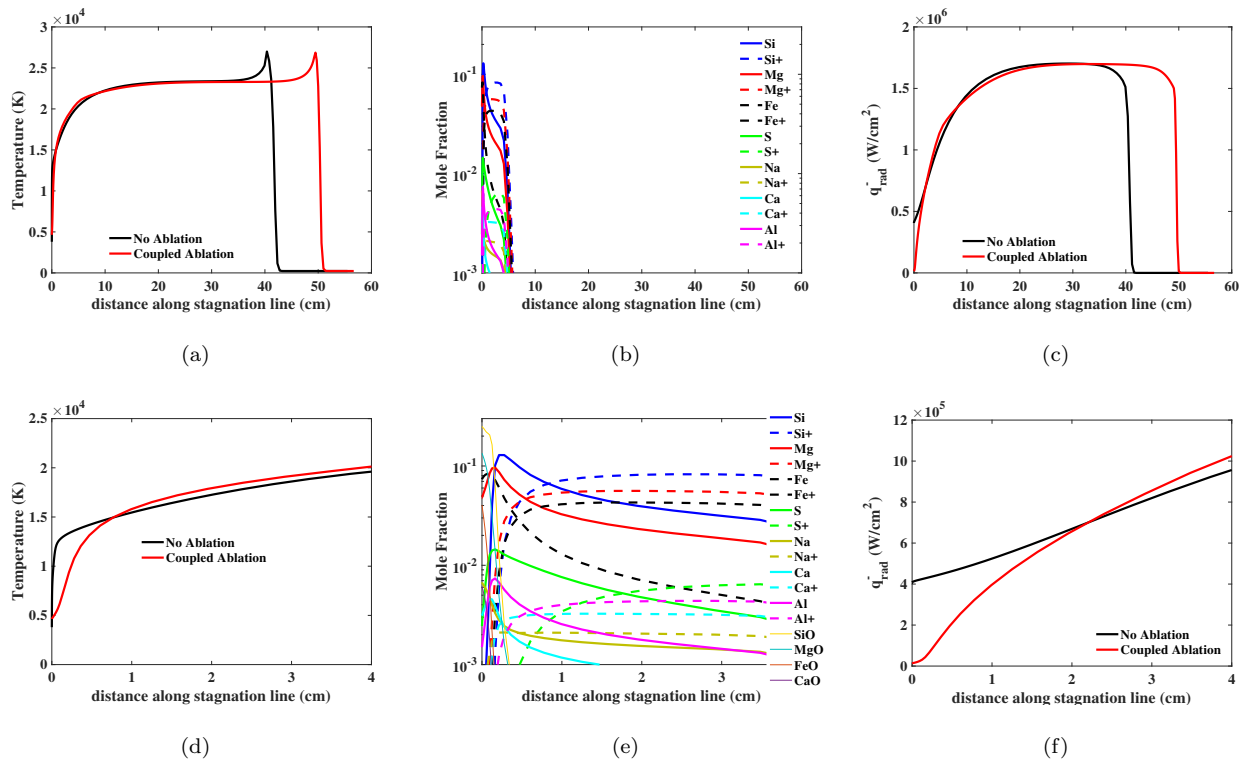 × 10⁴
3
2.5
2
1.5
1
0.5
0
0 10 20 30 40 50 60
Temperature (K)
distance along stagnation line (cm)
No Ablation
Coupled Ablation
(a)
10⁻¹
10⁻²
10⁻³
0 10 20 30 40 50 60
Mole Fraction
distance along stagnation line (cm)
Si
Si+
Mg
Mg+
Fe
Fe+
S
S+
Na
Na+
Ca
Ca+
Al
Al+
(b)
× 10⁶
2
1.5
1
0.5
0
0 10 20 30 40 50 60
q⁻rad (W/cm²)
distance along stagnation line (cm)
No Ablation
Coupled Ablation
(c)
× 10⁴
2.5
2
1.5
1
0.5
0
0 1 2 3 4
Temperature (K)
distance along stagnation line (cm)
No Ablation
Coupled Ablation
(d)
10⁻¹
10⁻²
10⁻³
0 1 2 3
Mole Fraction
distance along stagnation line (cm)
Si
Si+
Mg
Mg+
Fe
Fe+
S
S+
Na
Na+
Ca
Ca+
Al
Al+
SiO
MgO
FeO
CaO
(e)
× 10⁵
12
10
8
6
4
2
0
0 1 2 3 4
q⁻rad (W/cm²)
distance along stagnation line (cm)
No Ablation
Coupled Ablation
(f)